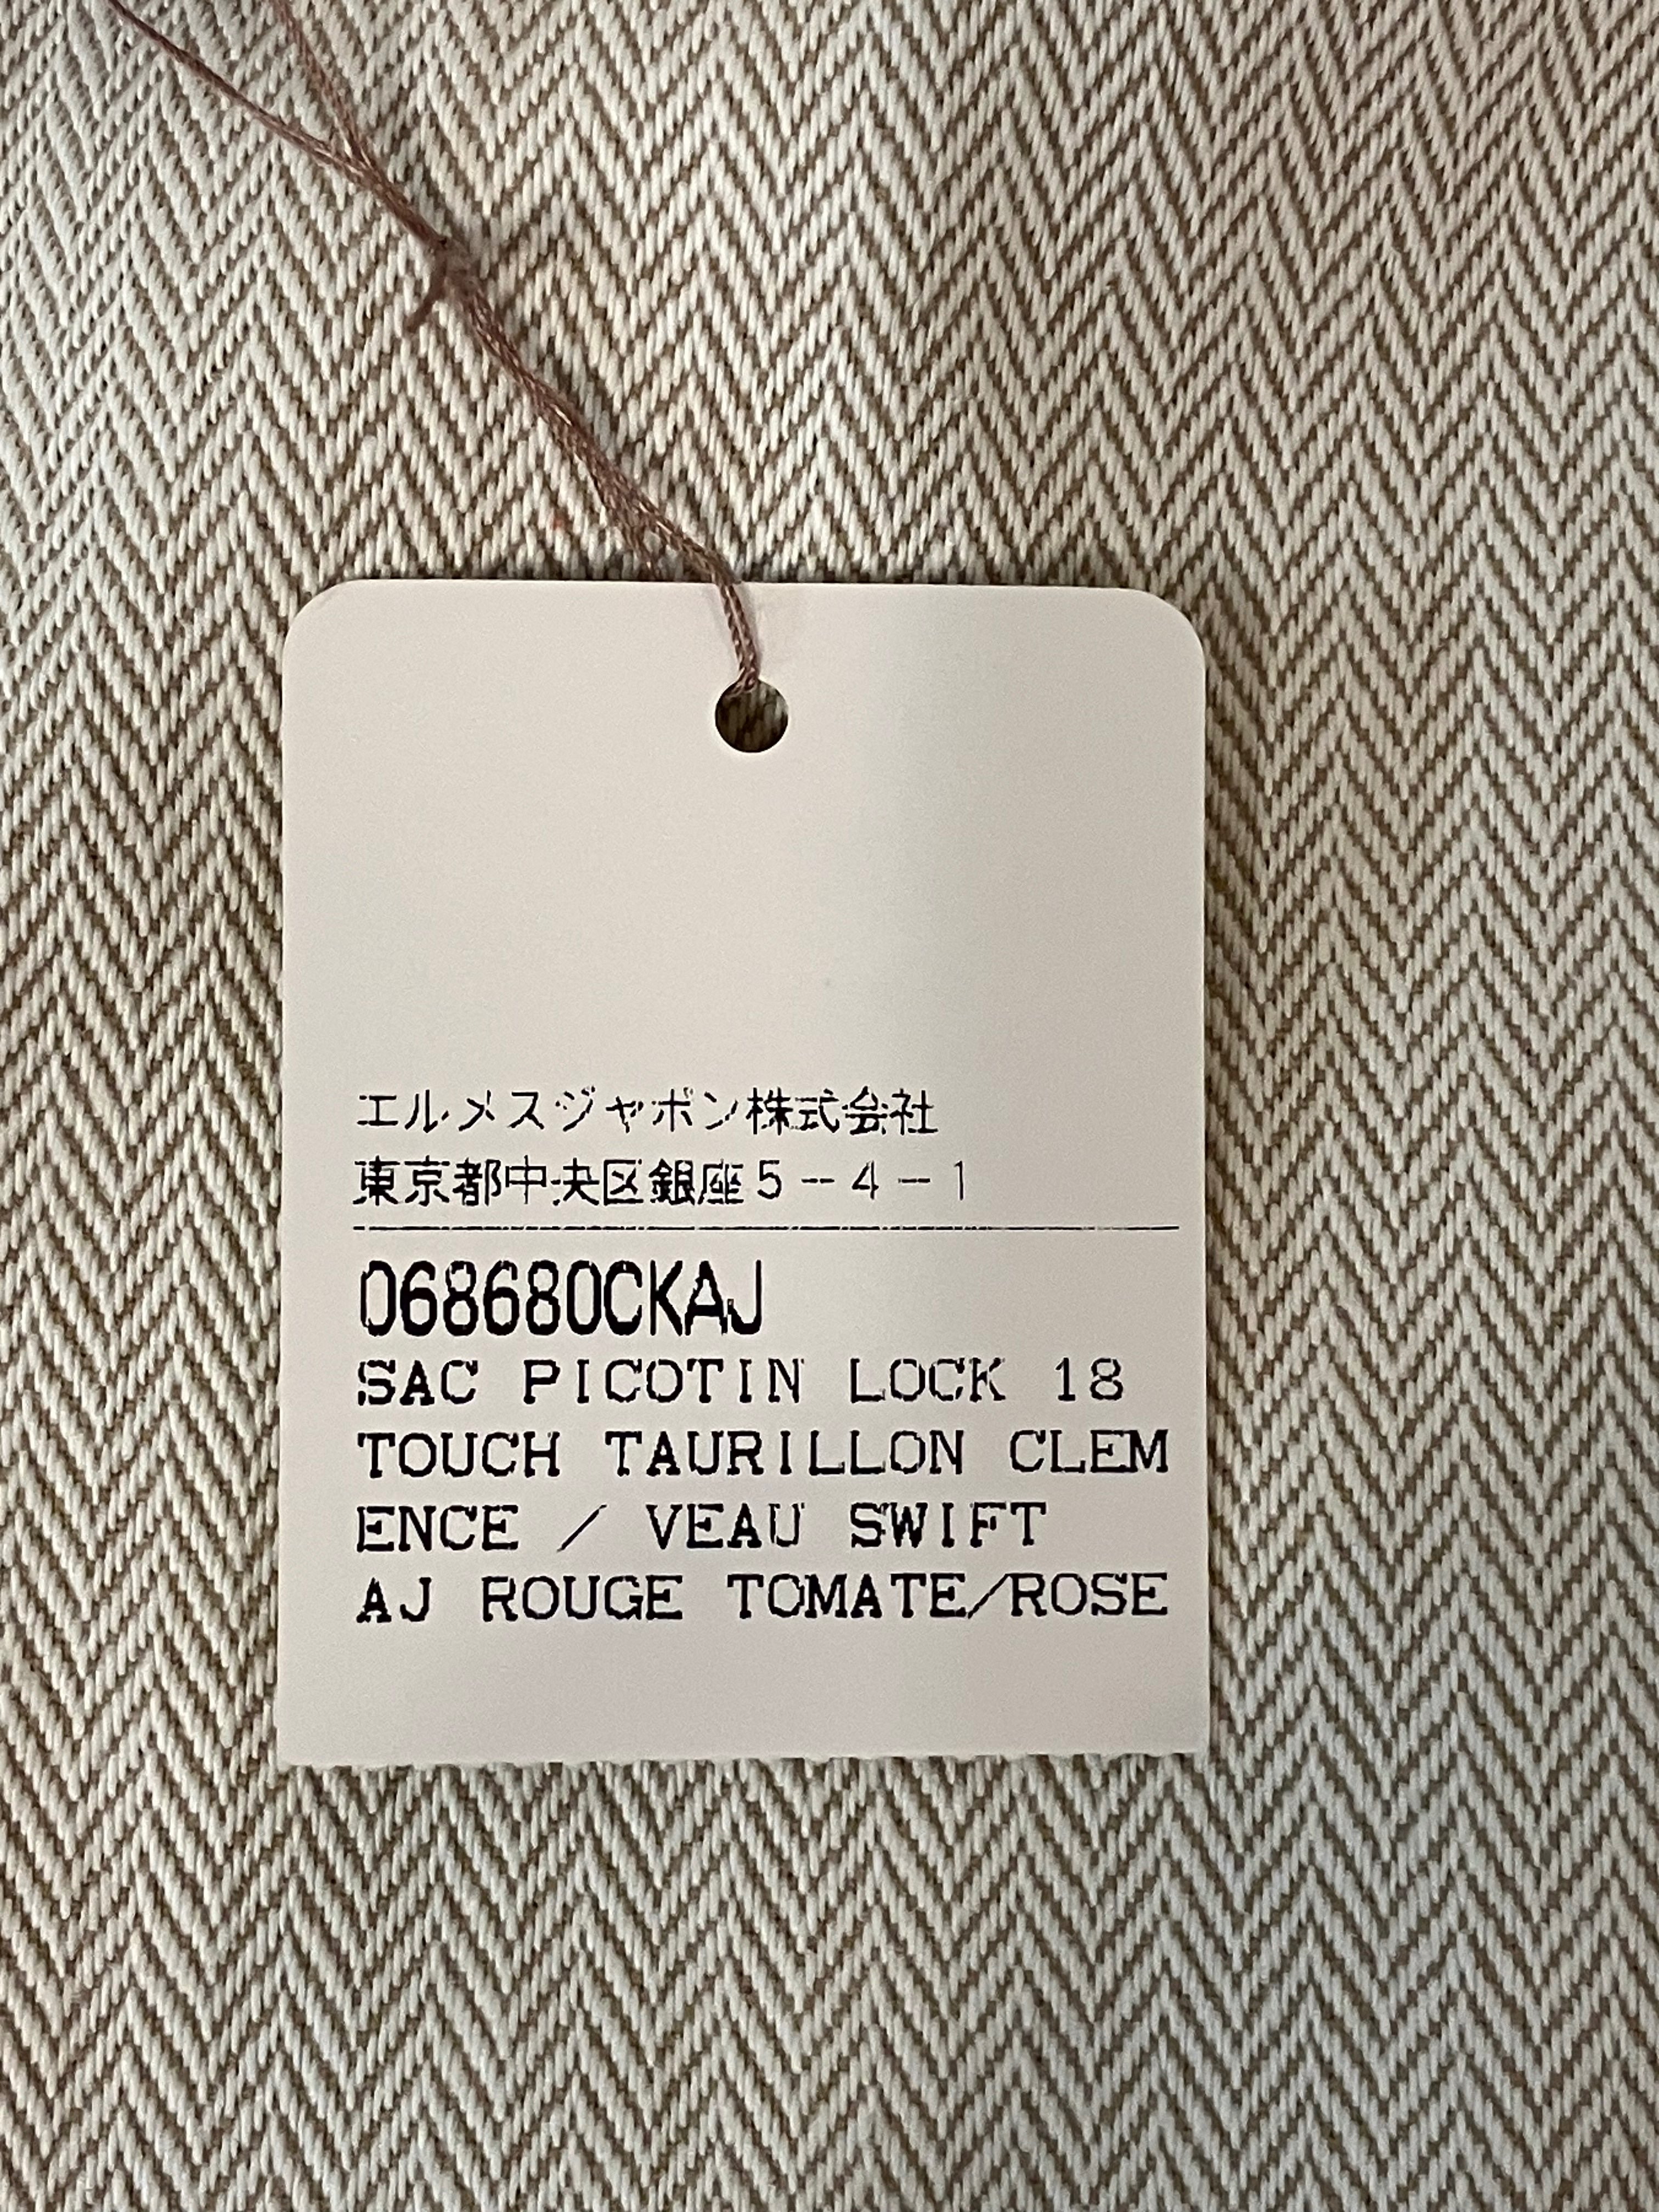 エルメスジャポン株式会社
東京都中央区銀座5-4-1
068680CKAJ
SAC PICOTIN LOCK 18
TOUCH TAURILLON CLEM
ENCE / VEAU SWIFT
AJ ROUGE TOMATE/ROSE